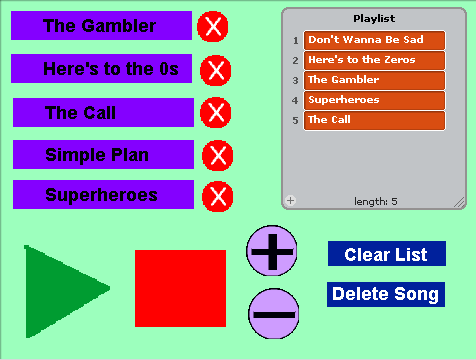 The Gambler X
Here's to the 0s X
The Call X
Simple Plan X
Superheroes X
Playlist
1 Don't Wanna Be Sad
2 Here's to the Zeros
3 The Gambler
4 Superheroes
5 The Call
+ length: 5 =
Clear List
Delete Song